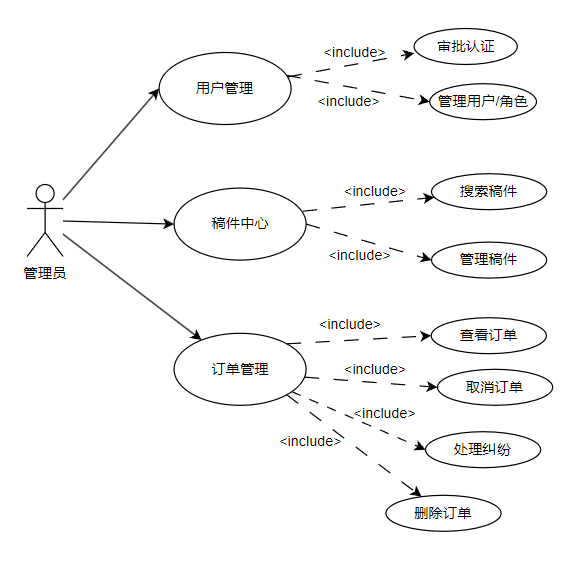 <include>
审批认证
用户管理
<include>
管理用户/角色
<include>
搜索稿件
稿件中心
<include>
管理稿件
管理员
<include>
查看订单
订单管理
<include>
取消订单
<include>
处理纠纷
<include>
删除订单